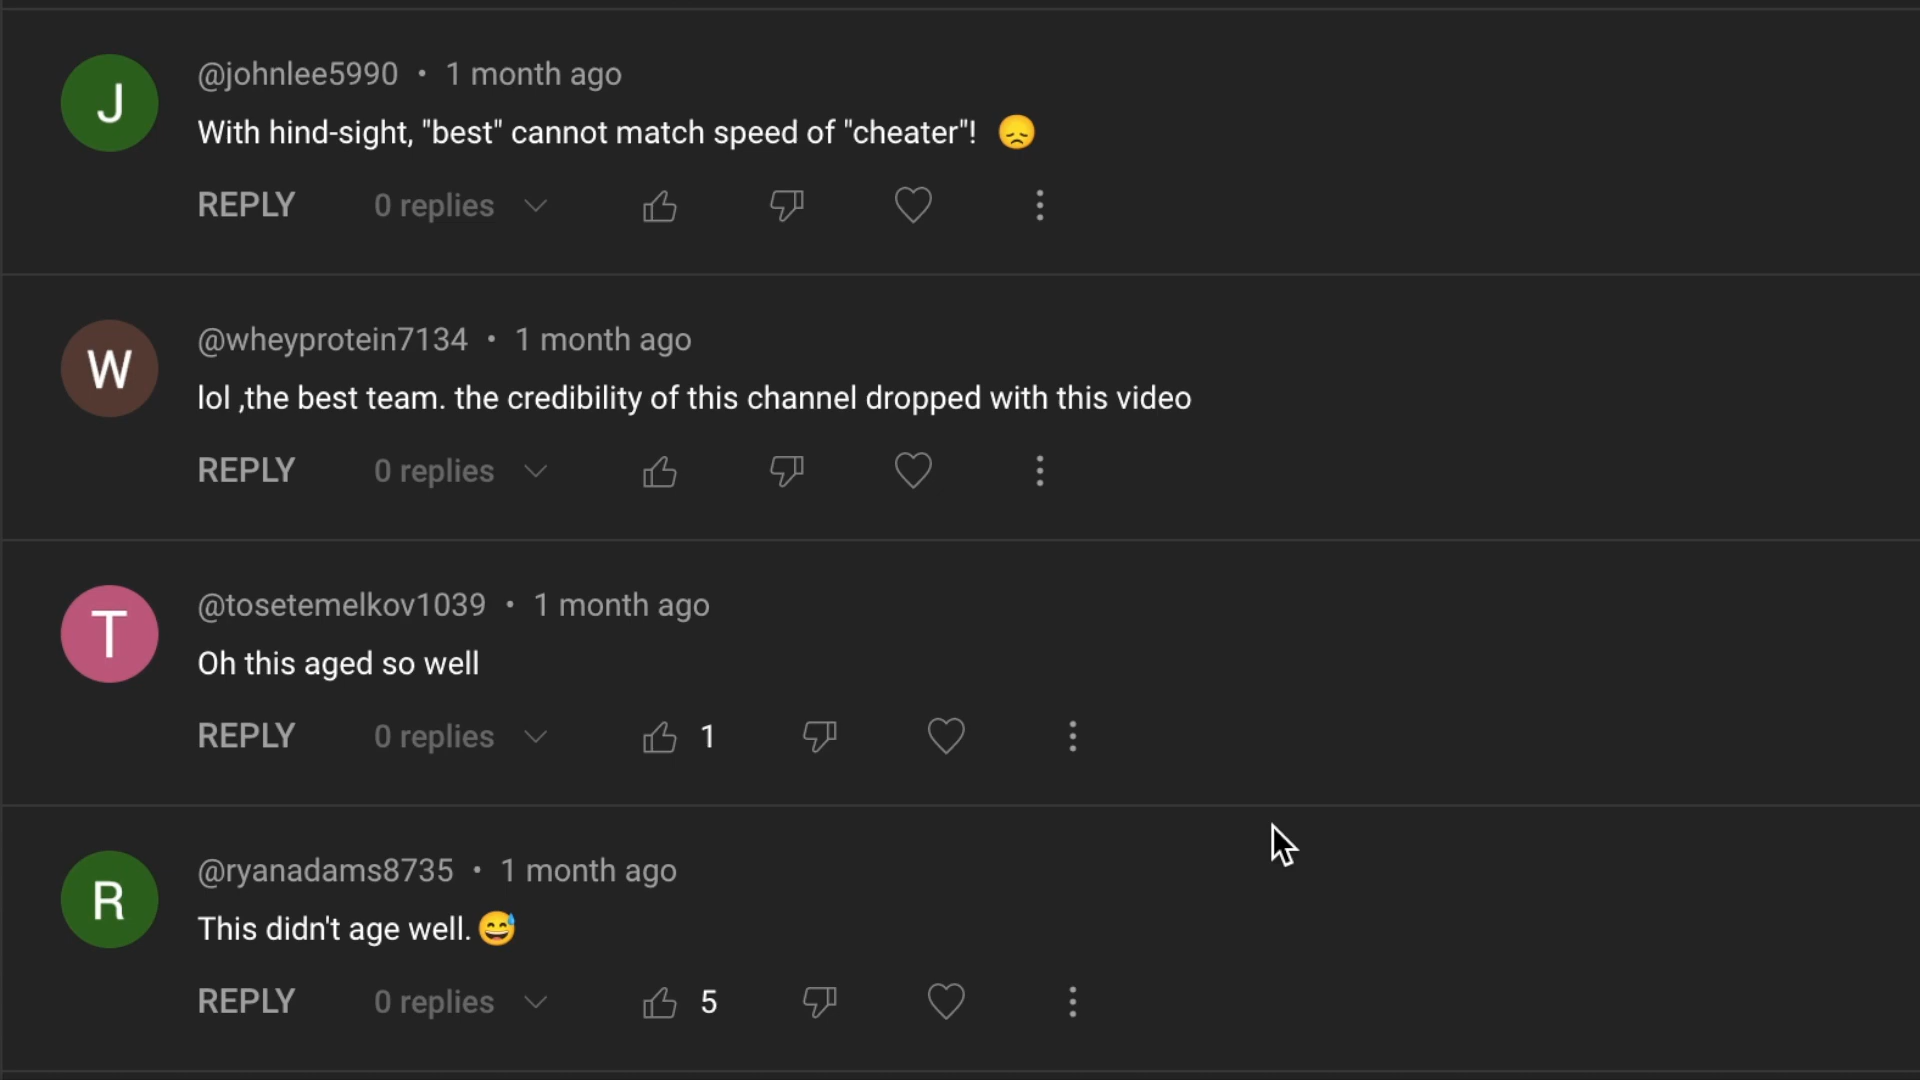 J
@johnlee5990 • 1 month ago
With hind-sight, "best" cannot match speed of "cheater"! 😞
REPLY 0 replies
W
@wheyprotein7134 • 1 month ago
lol ,the best team. the credibility of this channel dropped with this video
REPLY 0 replies
T
@tosetemelkov1039 • 1 month ago
Oh this aged so well
REPLY 0 replies 1
R
@ryanadams8735 • 1 month ago
This didn't age well. 😅
REPLY 0 replies 5